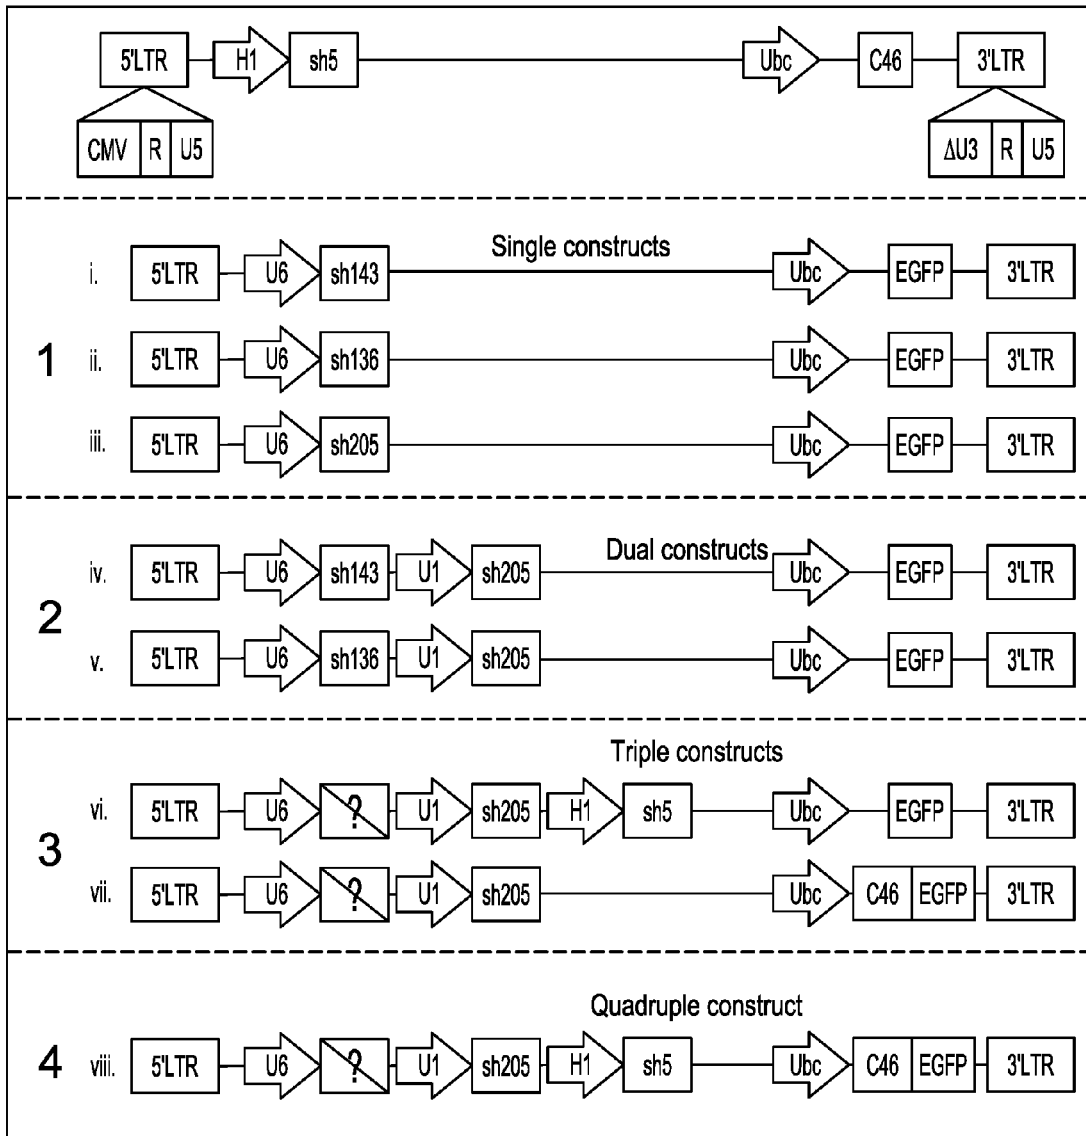 5'LTR H1 sh5 Ubc C46 3'LTR
CMV R U5 ΔU3 R U5
Single constructs
1
i. 5'LTR U6 sh143 Ubc EGFP 3'LTR
ii. 5'LTR U6 sh136 Ubc EGFP 3'LTR
iii. 5'LTR U6 sh205 Ubc EGFP 3'LTR
Dual constructs
2
iv. 5'LTR U6 sh143 U1 sh205 Ubc EGFP 3'LTR
v. 5'LTR U6 sh136 U1 sh205 Ubc EGFP 3'LTR
Triple constructs
3
vi. 5'LTR U6 ? U1 sh205 H1 sh5 Ubc EGFP 3'LTR
vii. 5'LTR U6 ? U1 sh205 Ubc C46 EGFP 3'LTR
Quadruple construct
4 viii. 5'LTR U6 ? U1 sh205 H1 sh5 Ubc C46 EGFP 3'LTR